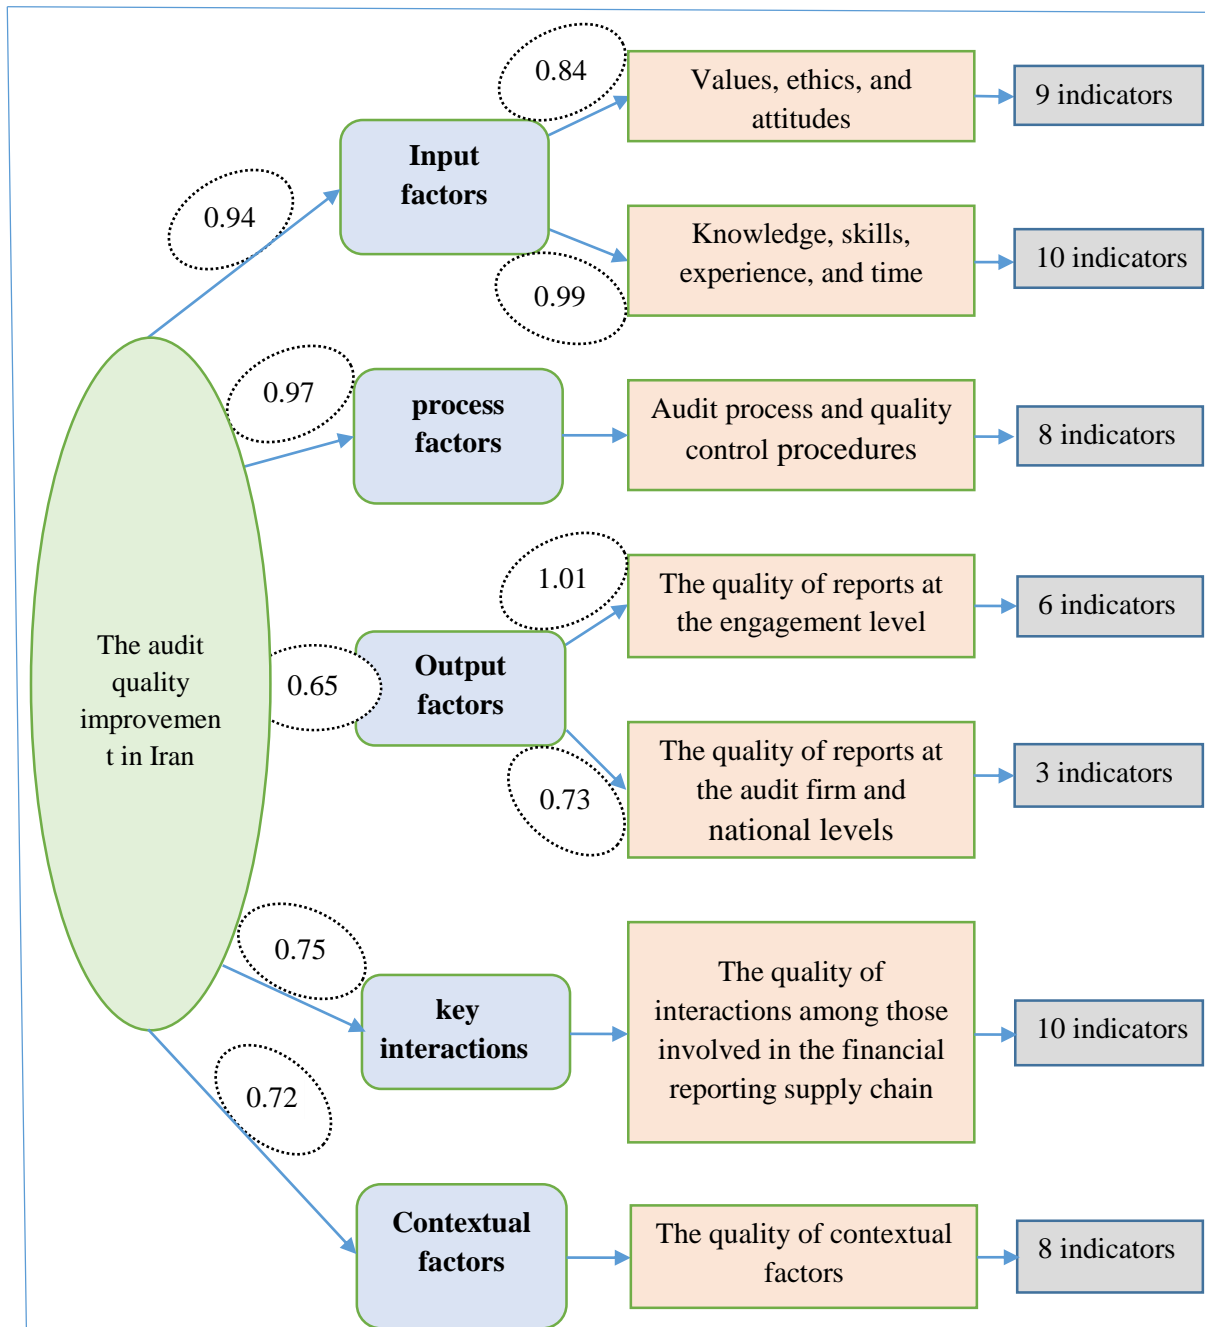 0.84
Values, ethics, and
attitudes
9 indicators
Input
factors
0.94
Knowledge, skills,
experience, and time
10 indicators
0.99
0.97
process
factors
Audit process and quality
control procedures
8 indicators
1.01
The quality of reports at
the engagement level
6 indicators
The audit
quality
improvemen
t in Iran
0.65
Output
factors
The quality of reports at
the audit firm and
national levels
3 indicators
0.73
0.75
key
interactions
The quality of
interactions among those
involved in the financial
reporting supply chain
10 indicators
0.72
Contextual
factors
The quality of contextual
factors
8 indicators